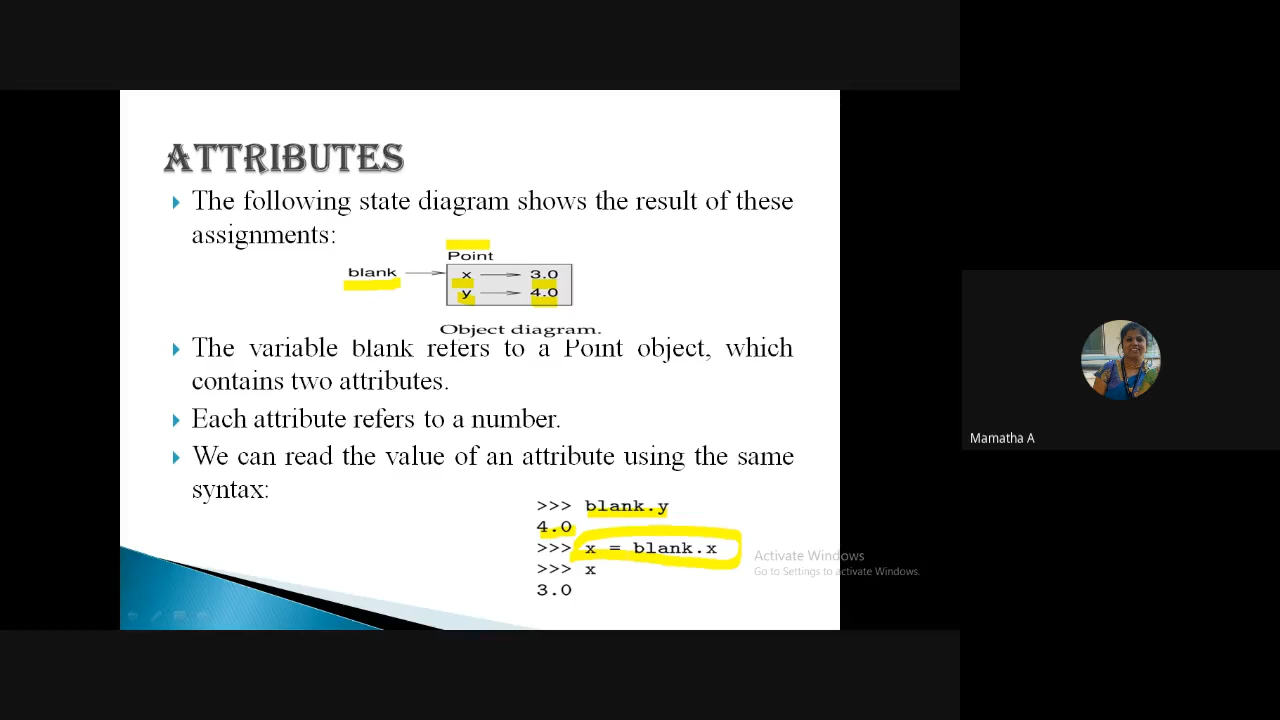 ATTRIBUTES
The following state diagram shows the result of these
assignments:
Point
blank
x 3.0
y 4.0
Object diagram.
The variable blank refers to a Point object, which
contains two attributes.
Each attribute refers to a number.
We can read the value of an attribute using the same
syntax:
>>> blank.y
4.0
>>> x = blank.x
>>> x
3.0
Activate Windows
Go to Settings to activate Windows.
Mamatha A